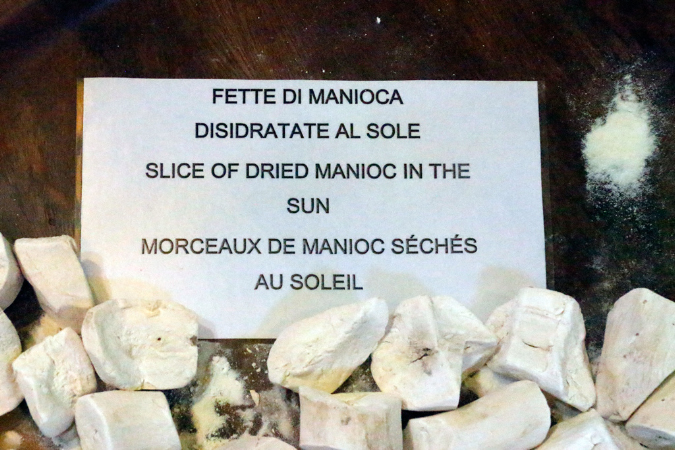 FETTE DI MANIOCA
DISIDRATATE AL SOLE
SLICE OF DRIED MANIOC IN THE
SUN
MORCEAUX DE MANIOC SÉCHÉS
AU SOLEIL